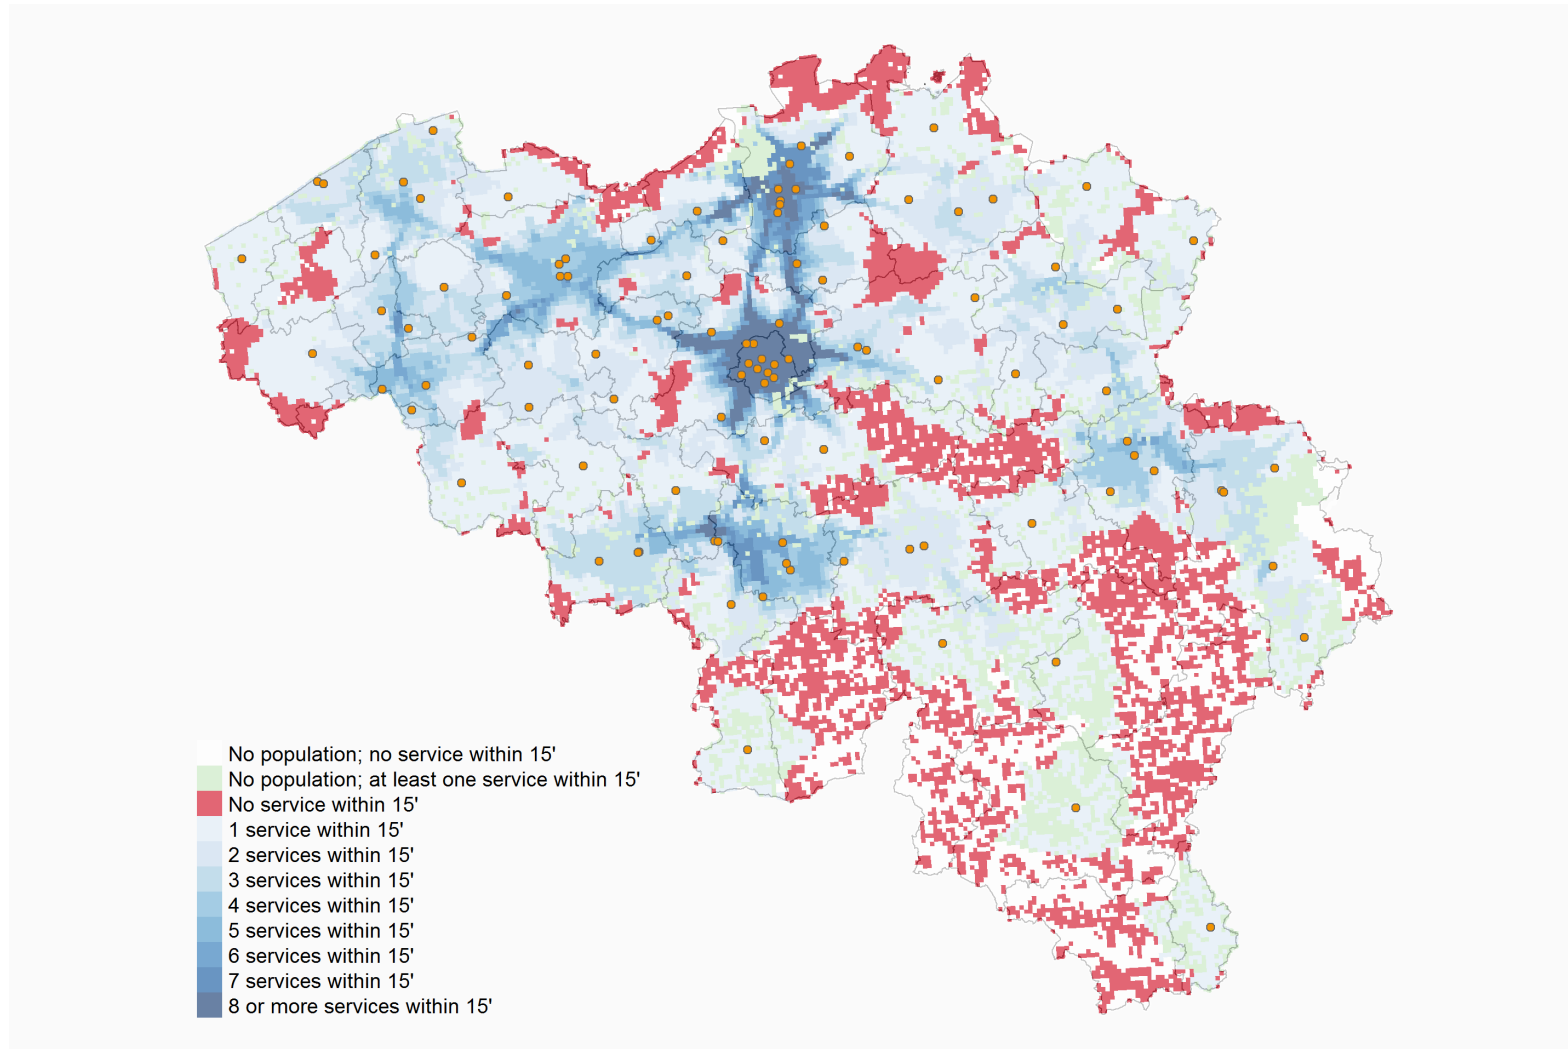 No population; no service within 15'
No population; at least one service within 15'
No service within 15'
1 service within 15'
2 services within 15'
3 services within 15'
4 services within 15'
5 services within 15'
6 services within 15'
7 services within 15'
8 or more services within 15'